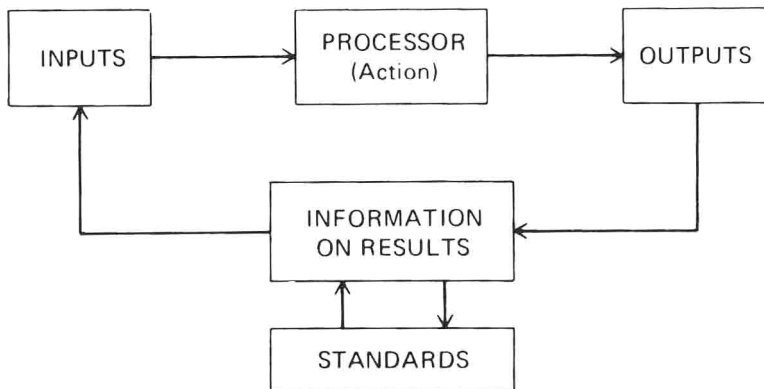 INPUTS
PROCESSOR
(Action)
OUTPUTS
INFORMATION
ON RESULTS
STANDARDS